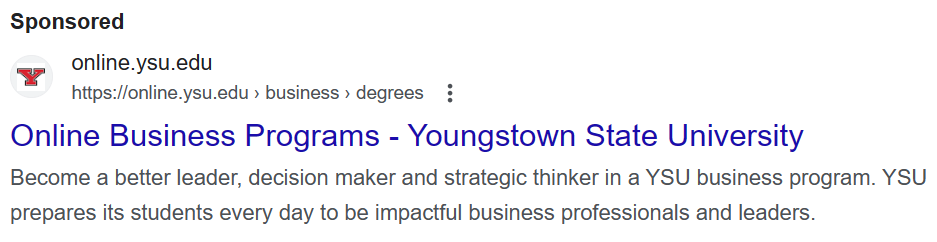 Sponsored
Y
online.ysu.edu
https://online.ysu.edu › business › degrees
Online Business Programs - Youngstown State University
Become a better leader, decision maker and strategic thinker in a YSU business program. YSU
prepares its students every day to be impactful business professionals and leaders.